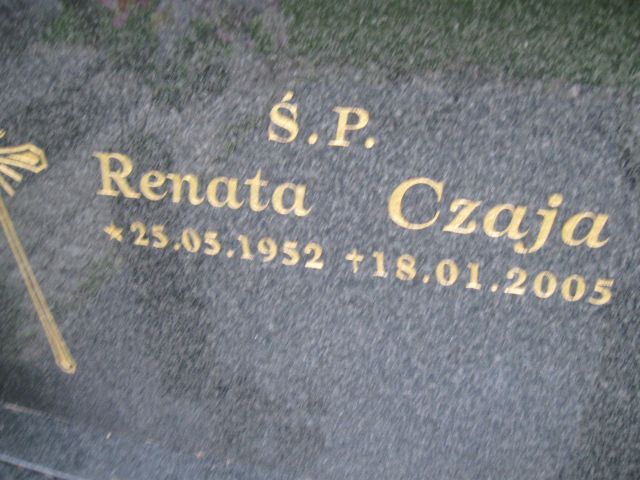 Ś.P.
Renata Czaja
★25.05.1952 †18.01.2005